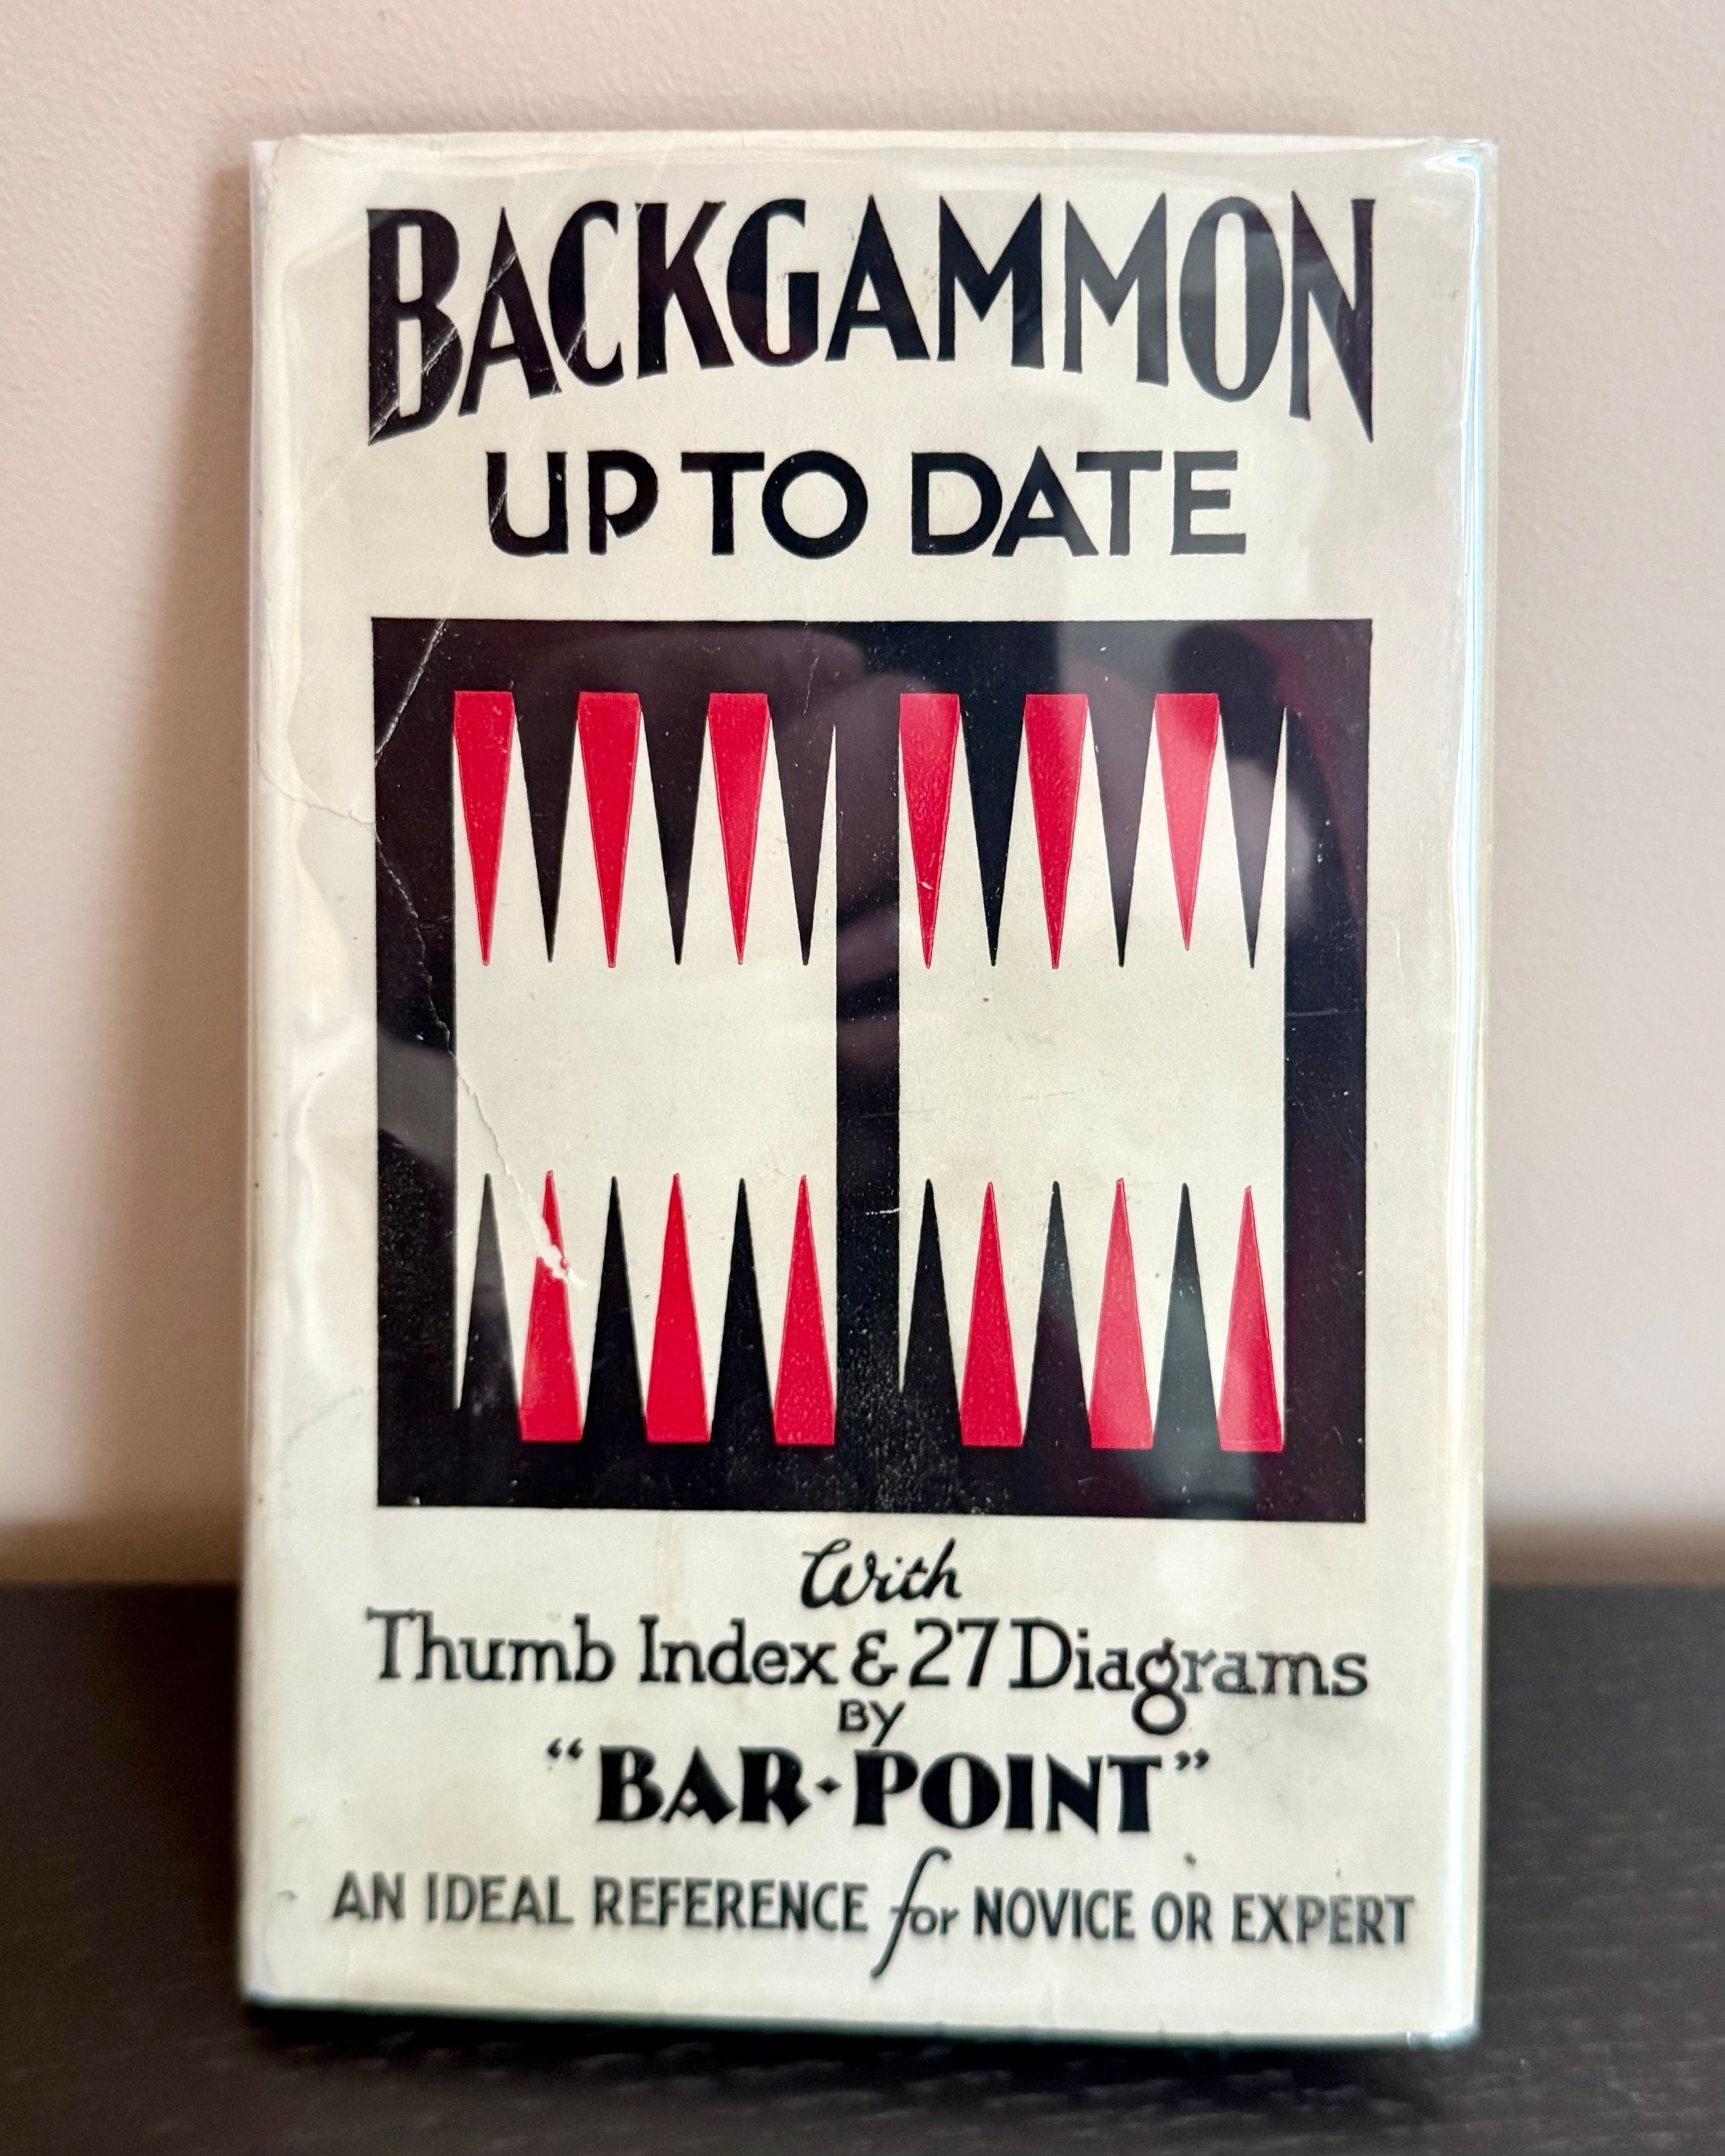 BACKGAMMON
UP TO DATE
With
Thumb Index & 27 Diagrams
BY
"BAR-POINT"
AN IDEAL REFERENCE for NOVICE OR EXPERT